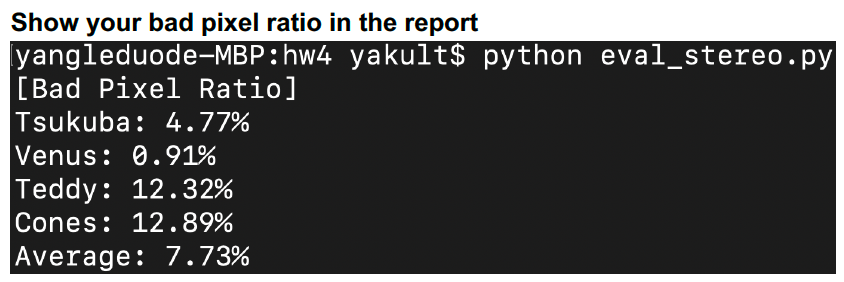 Show your bad pixel ratio in the report
[yangleduode-MBP:hw4 yakult$ python eval_stereo.py
[Bad Pixel Ratio]
Tsukuba: 4.77%
Venus: 0.91%
Teddy: 12.32%
Cones: 12.89%
Average: 7.73%